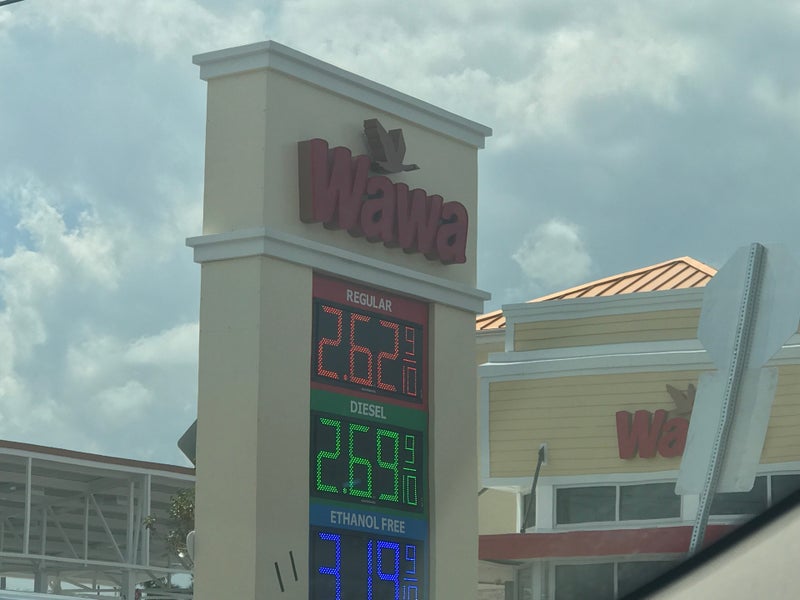 Wawa
REGULAR
2.62 9/10
DIESEL
2.69 9/10
ETHANOL FREE
3.19 9/10
Wa